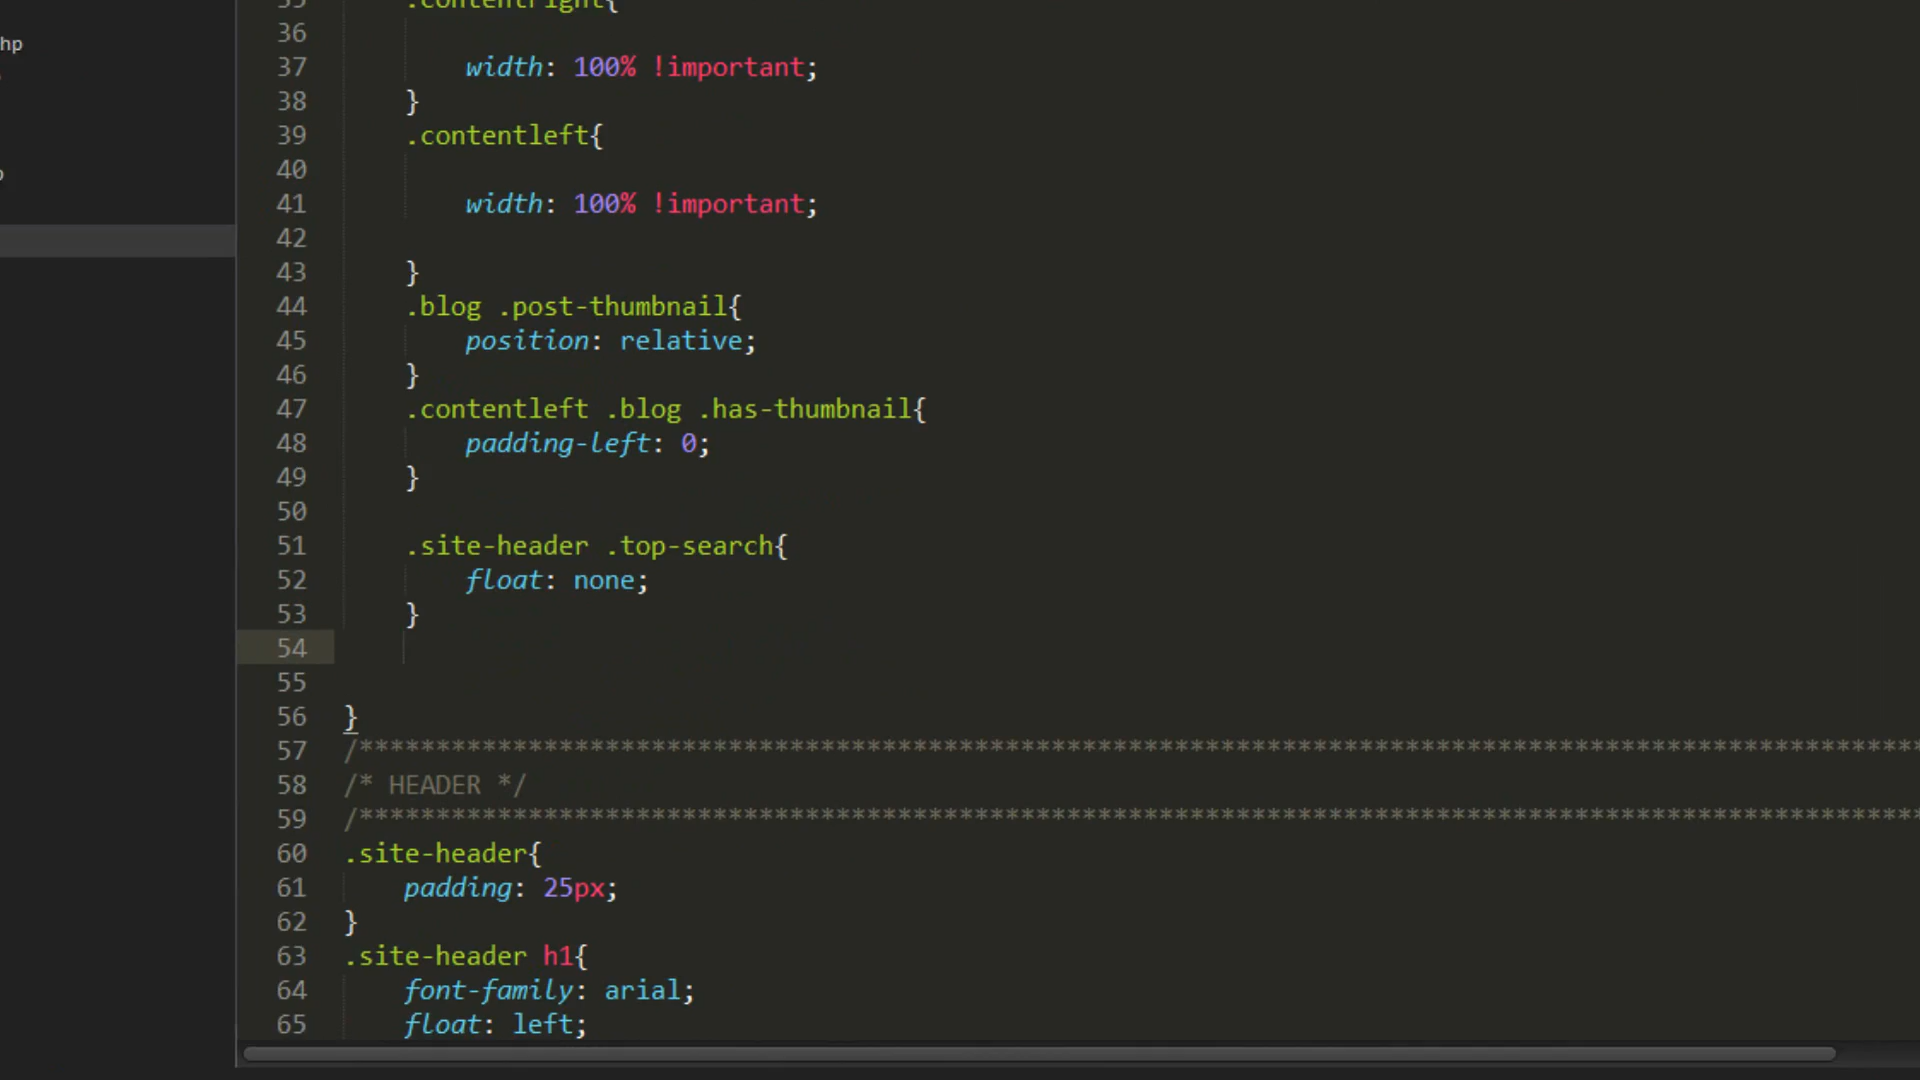 35 .contentright{
hp
36
37 width: 100% !important;
38 }
39 .contentleft{
40
41 width: 100% !important;
42
43 }
44 .blog .post-thumbnail{
45 position: relative;
46 }
47 .contentleft .blog .has-thumbnail{
48 padding-left: 0;
49 }
50
51 .site-header .top-search{
52 float: none;
53 }
54
55
56 }
57 /******************************************************************************************************
58 /* HEADER */
59 /******************************************************************************************************
60 .site-header{
61 padding: 25px;
62 }
63 .site-header h1{
64 font-family: arial;
65 float: left;